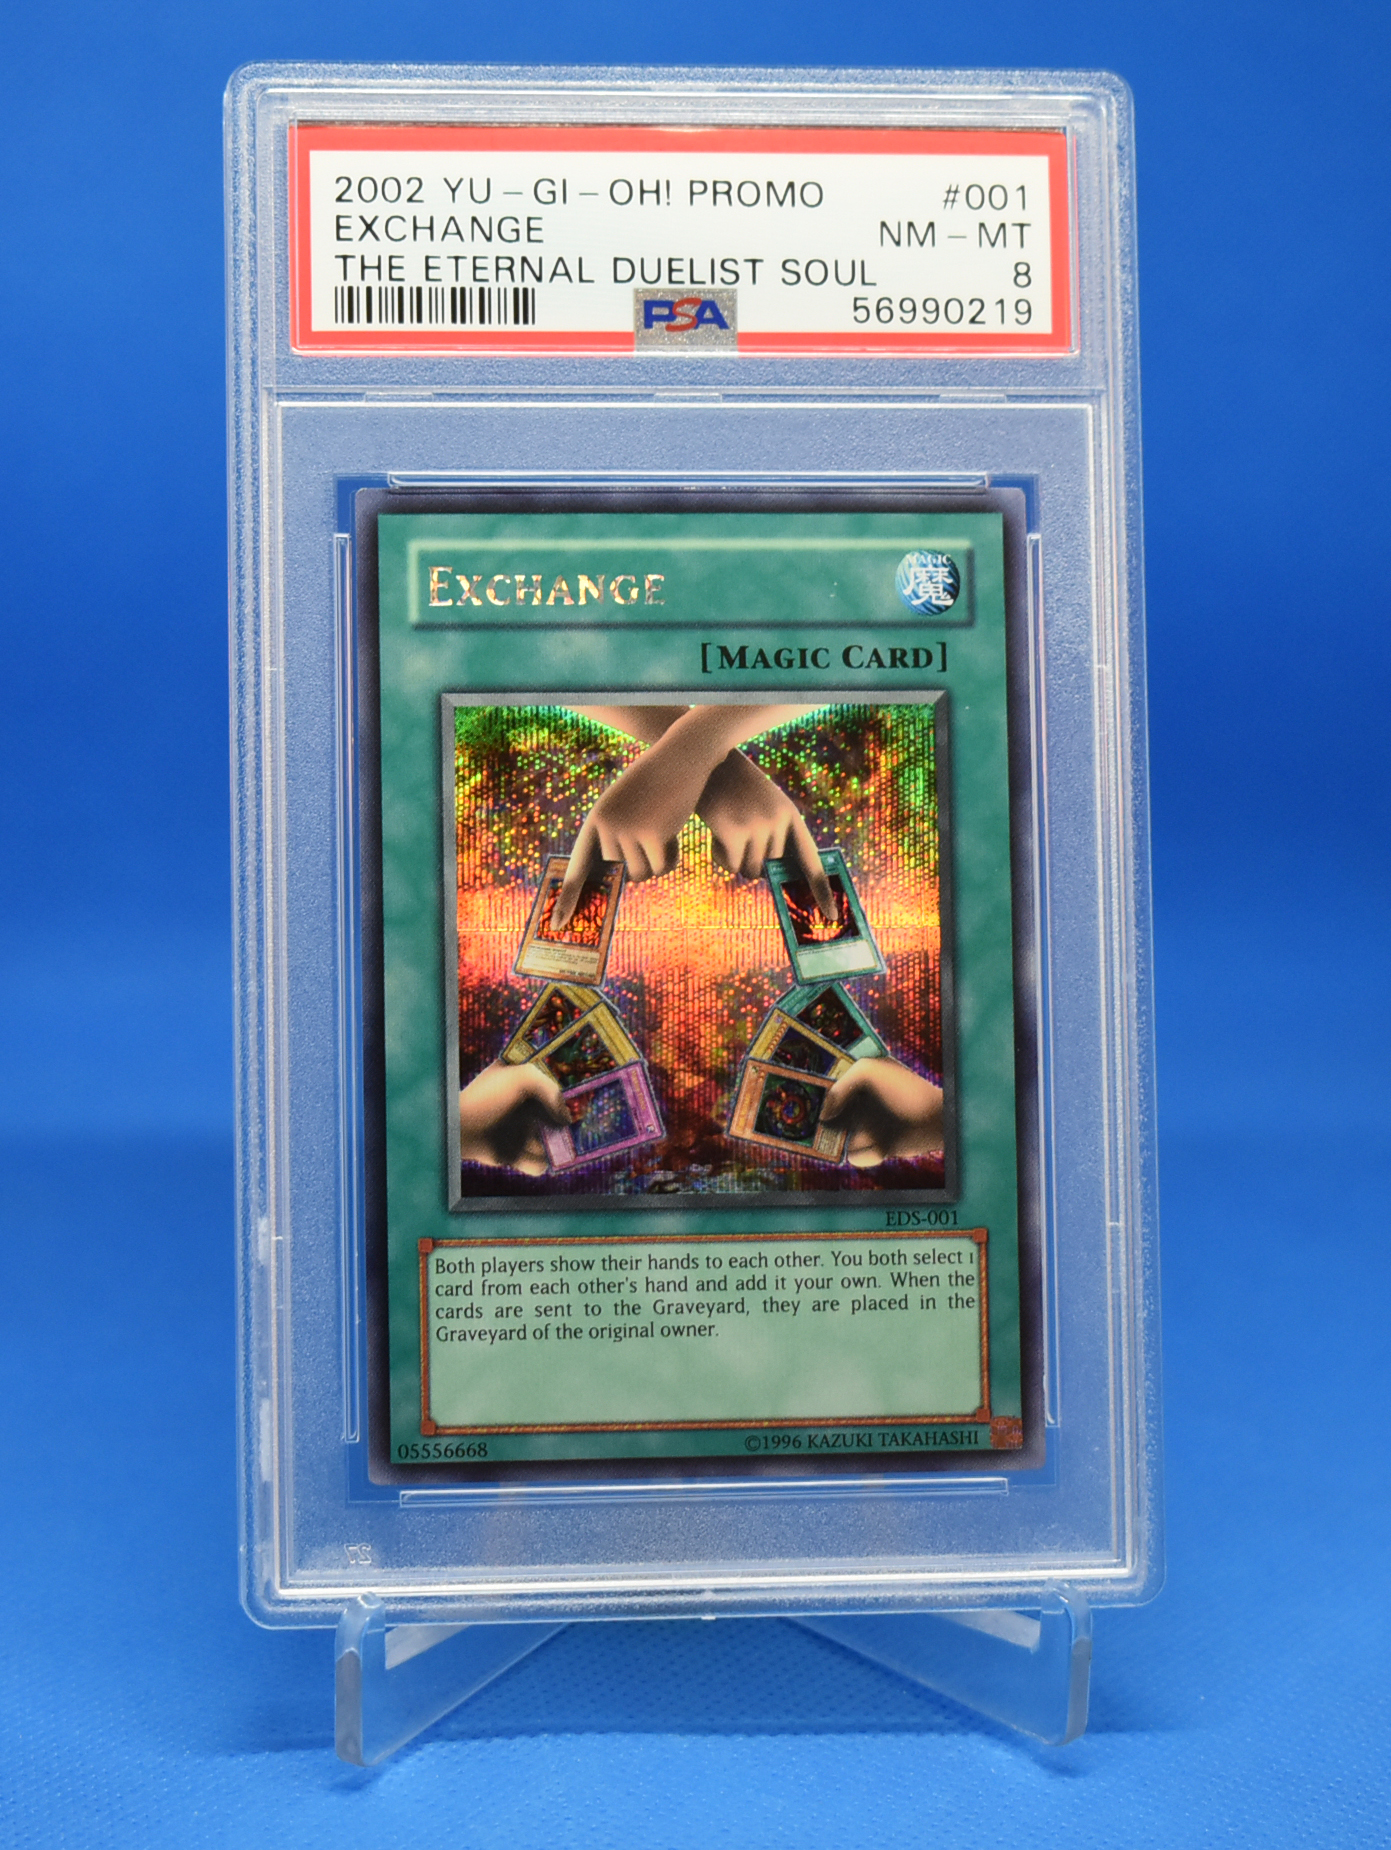 2002 YU-GI-OH! PROMO #001
EXCHANGE NM-MT
THE ETERNAL DUELIST SOUL 8
PSA 56990219
EXCHANGE
MAGIC
魔
[MAGIC CARD]
EDS-001
Both players show their hands to each other. You both select 1
card from each other's hand and add it your own. When the
cards are sent to the Graveyard, they are placed in the
Graveyard of the original owner.
05556668 ©1996 KAZUKI TAKAHASHI
27